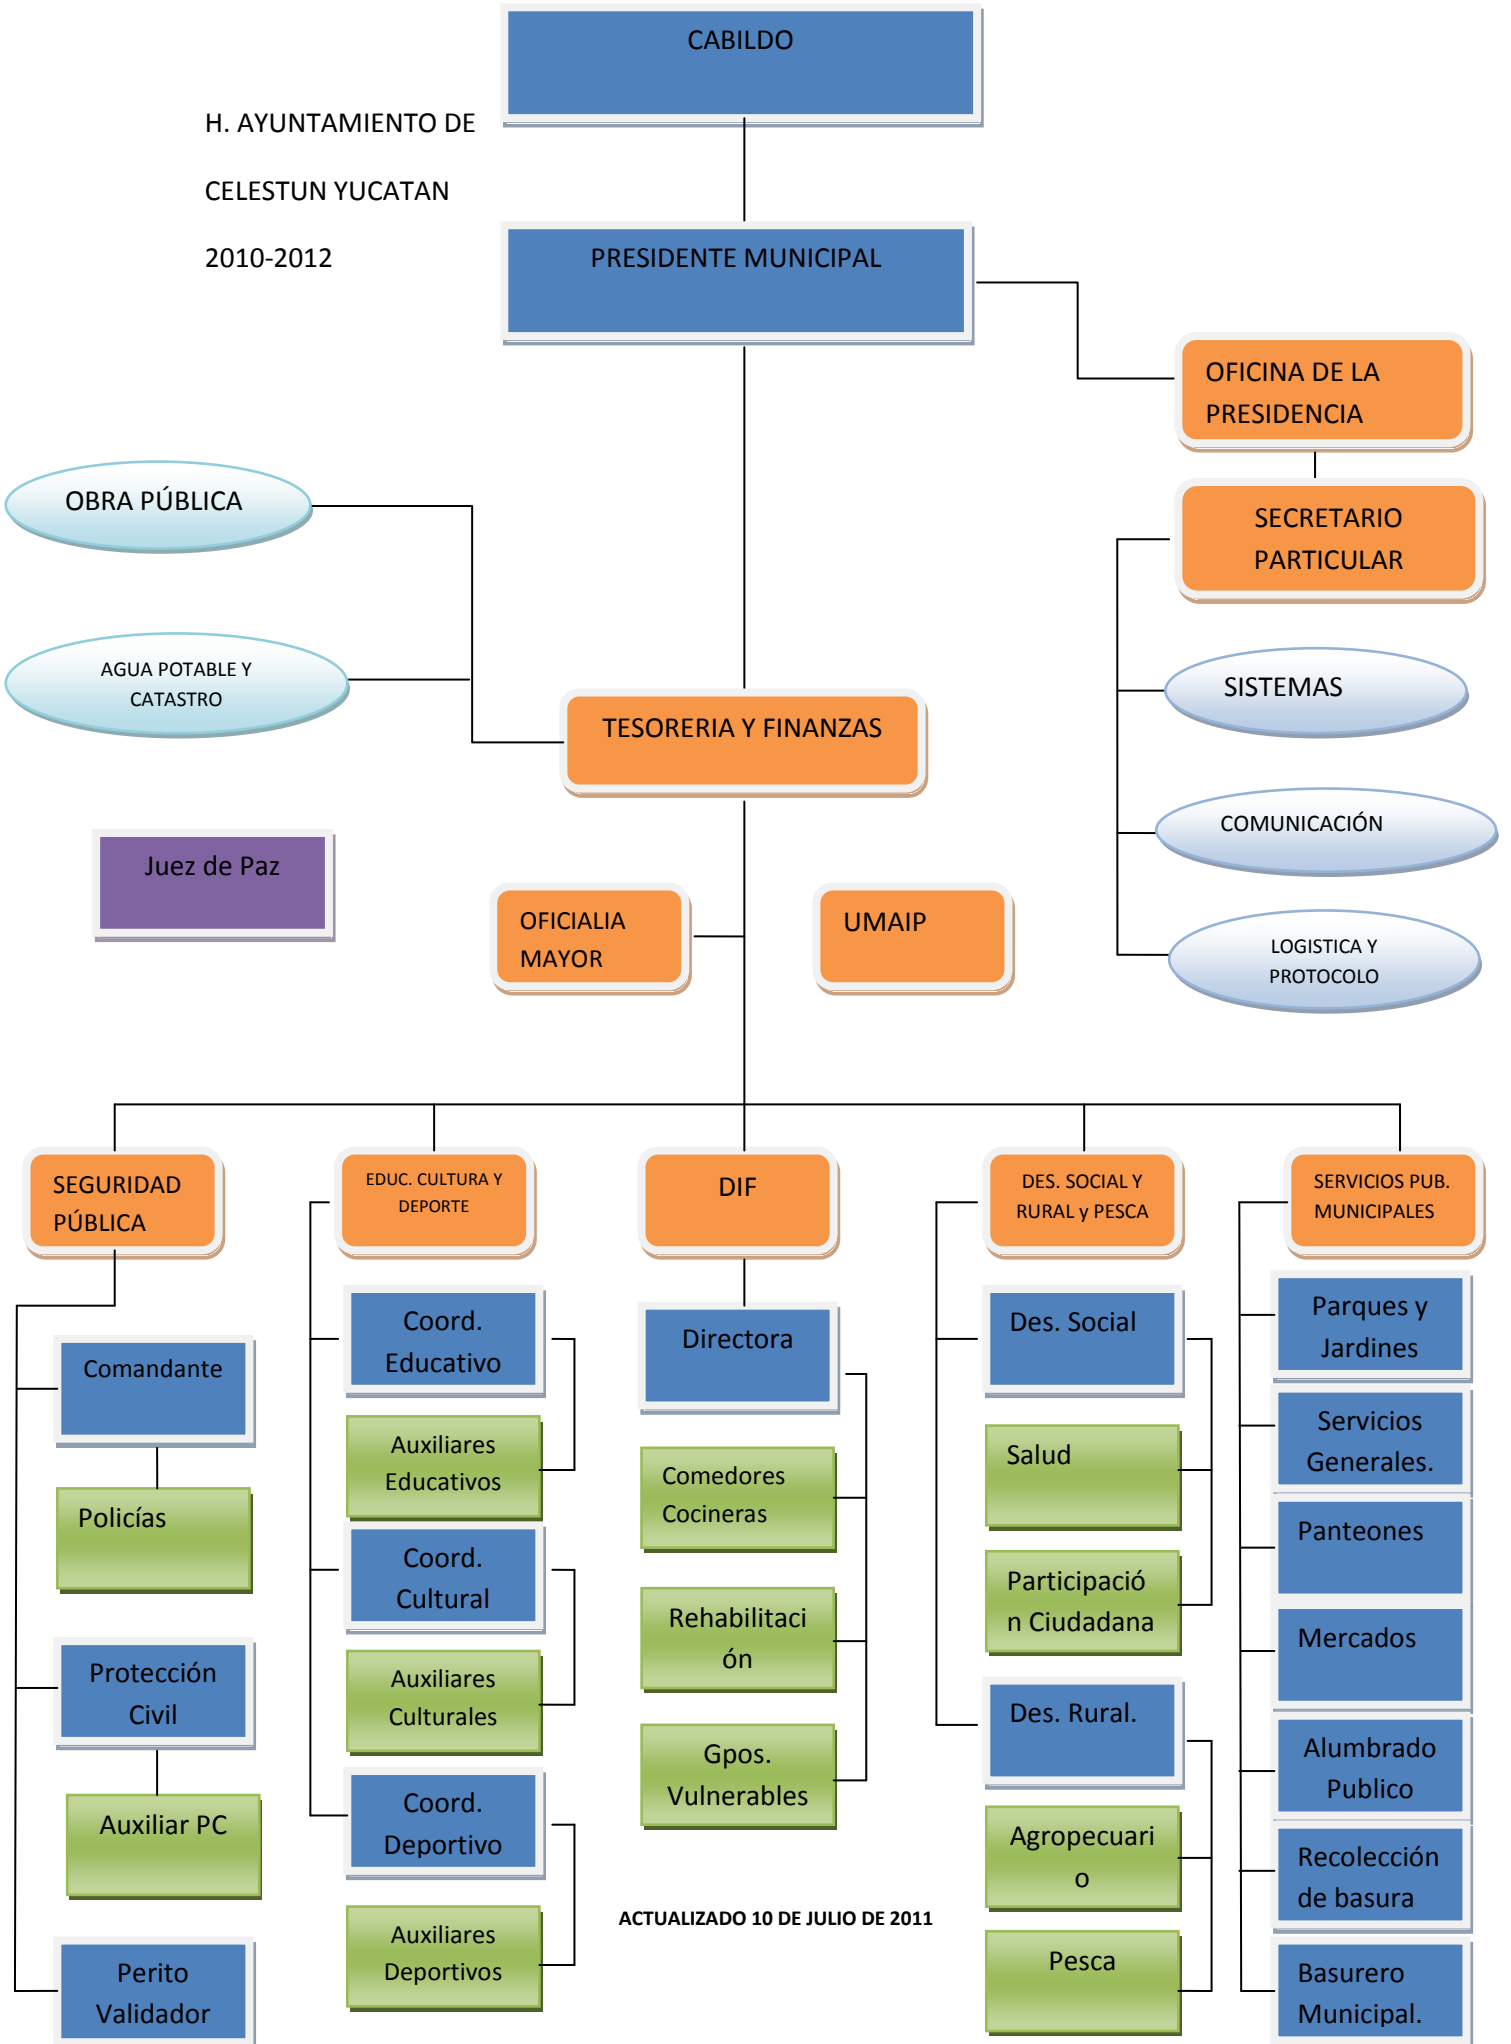 CABILDO
H. AYUNTAMIENTO DE
CELESTUN YUCATAN
2010-2012
PRESIDENTE MUNICIPAL
OFICINA DE LA
PRESIDENCIA
OBRA PÚBLICA
SECRETARIO
PARTICULAR
AGUA POTABLE Y
CATASTRO
SISTEMAS
TESORERIA Y FINANZAS
COMUNICACIÓN
Juez de Paz
OFICIALIA
MAYOR
UMAIP
LOGISTICA Y
PROTOCOLO
SEGURIDAD
PÚBLICA
EDUC. CULTURA Y
DEPORTE
DIF
DES. SOCIAL Y
RURAL y PESCA
SERVICIOS PUB.
MUNICIPALES
Comandante
Policías
Protección
Civil
Auxiliar PC
Perito
Validador
Coord.
Educativo
Auxiliares
Educativos
Coord.
Cultural
Auxiliares
Culturales
Coord.
Deportivo
Auxiliares
Deportivos
Directora
Comedores
Cocineras
Rehabilitaci
ón
Gpos.
Vulnerables
ACTUALIZADO 10 DE JULIO DE 2011
Des. Social
Salud
Participació
n Ciudadana
Des. Rural.
Agropecuari
o
Pesca
Parques y
Jardines
Servicios
Generales.
Panteones
Mercados
Alumbrado
Publico
Recolección
de basura
Basurero
Municipal.